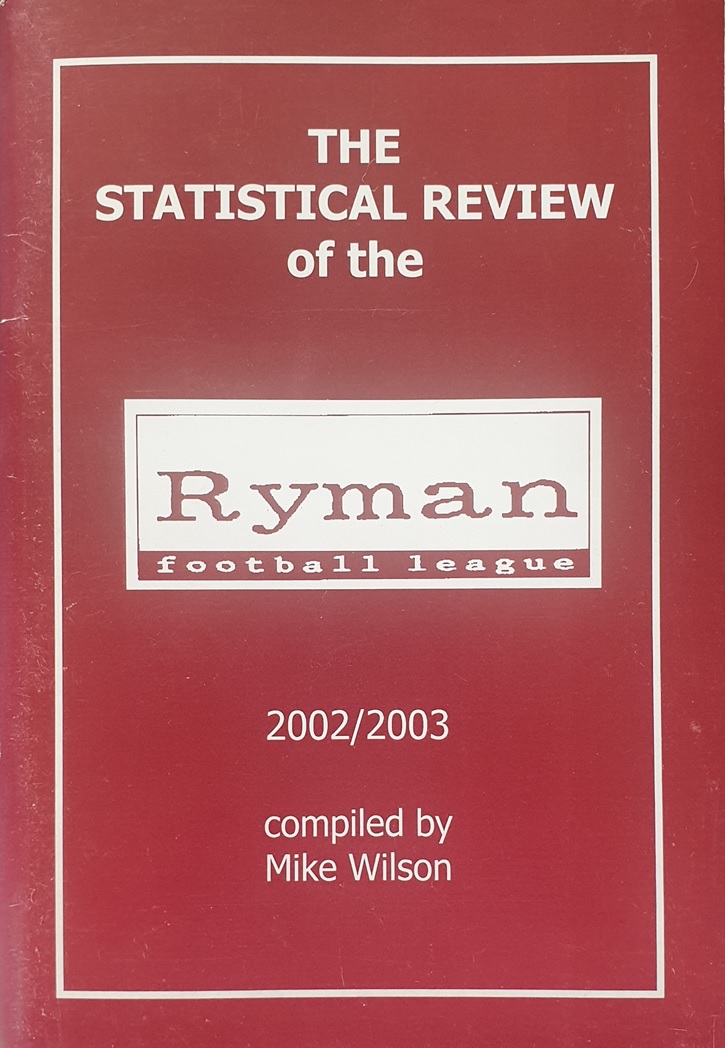 THE
STATISTICAL REVIEW
of the
Ryman
football league
2002/2003
compiled by
Mike Wilson